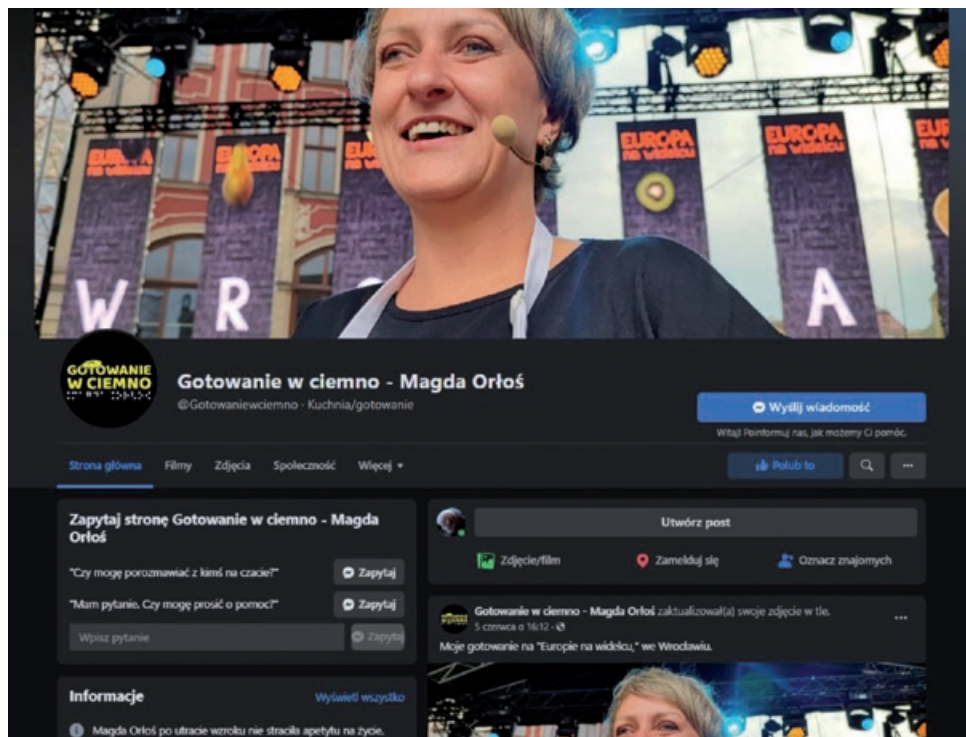 EUROPA
na widelcu
EUROPA
na widelcu
EUROPA
na widelcu
EUROPA
na widelcu
W R O A
GOTOWANIE
W CIEMNO
Gotowanie w ciemno - Magda Orłoś
@Gotowaniewciemno · Kuchnia/gotowanie
Wyślij wiadomość
Witaj! Poinformuj nas, jak możemy Ci pomóc.
Strona główna Filmy Zdjęcia Społeczność Więcej
Polub to
Zapytaj stronę Gotowanie w ciemno - Magda
Orłoś
"Czy mogę porozmawiać z kimś na czacie?" Zapytaj
"Mam pytanie. Czy mogę prosić o pomoc?" Zapytaj
Wpisz pytanie Zapytaj
Informacje Wyświetl wszystko
Magda Orłoś po utracie wzroku nie straciła apetytu na życie.
Utwórz post
Zdjęcie/film Zamelduj się Oznacz znajomych
Gotowanie w ciemno - Magda Orłoś zaktualizował(a) swoje zdjęcie w tle.
5 czerwca o 16:12 ·
Moje gotowanie na "Europie na widelcu," we Wrocławiu.